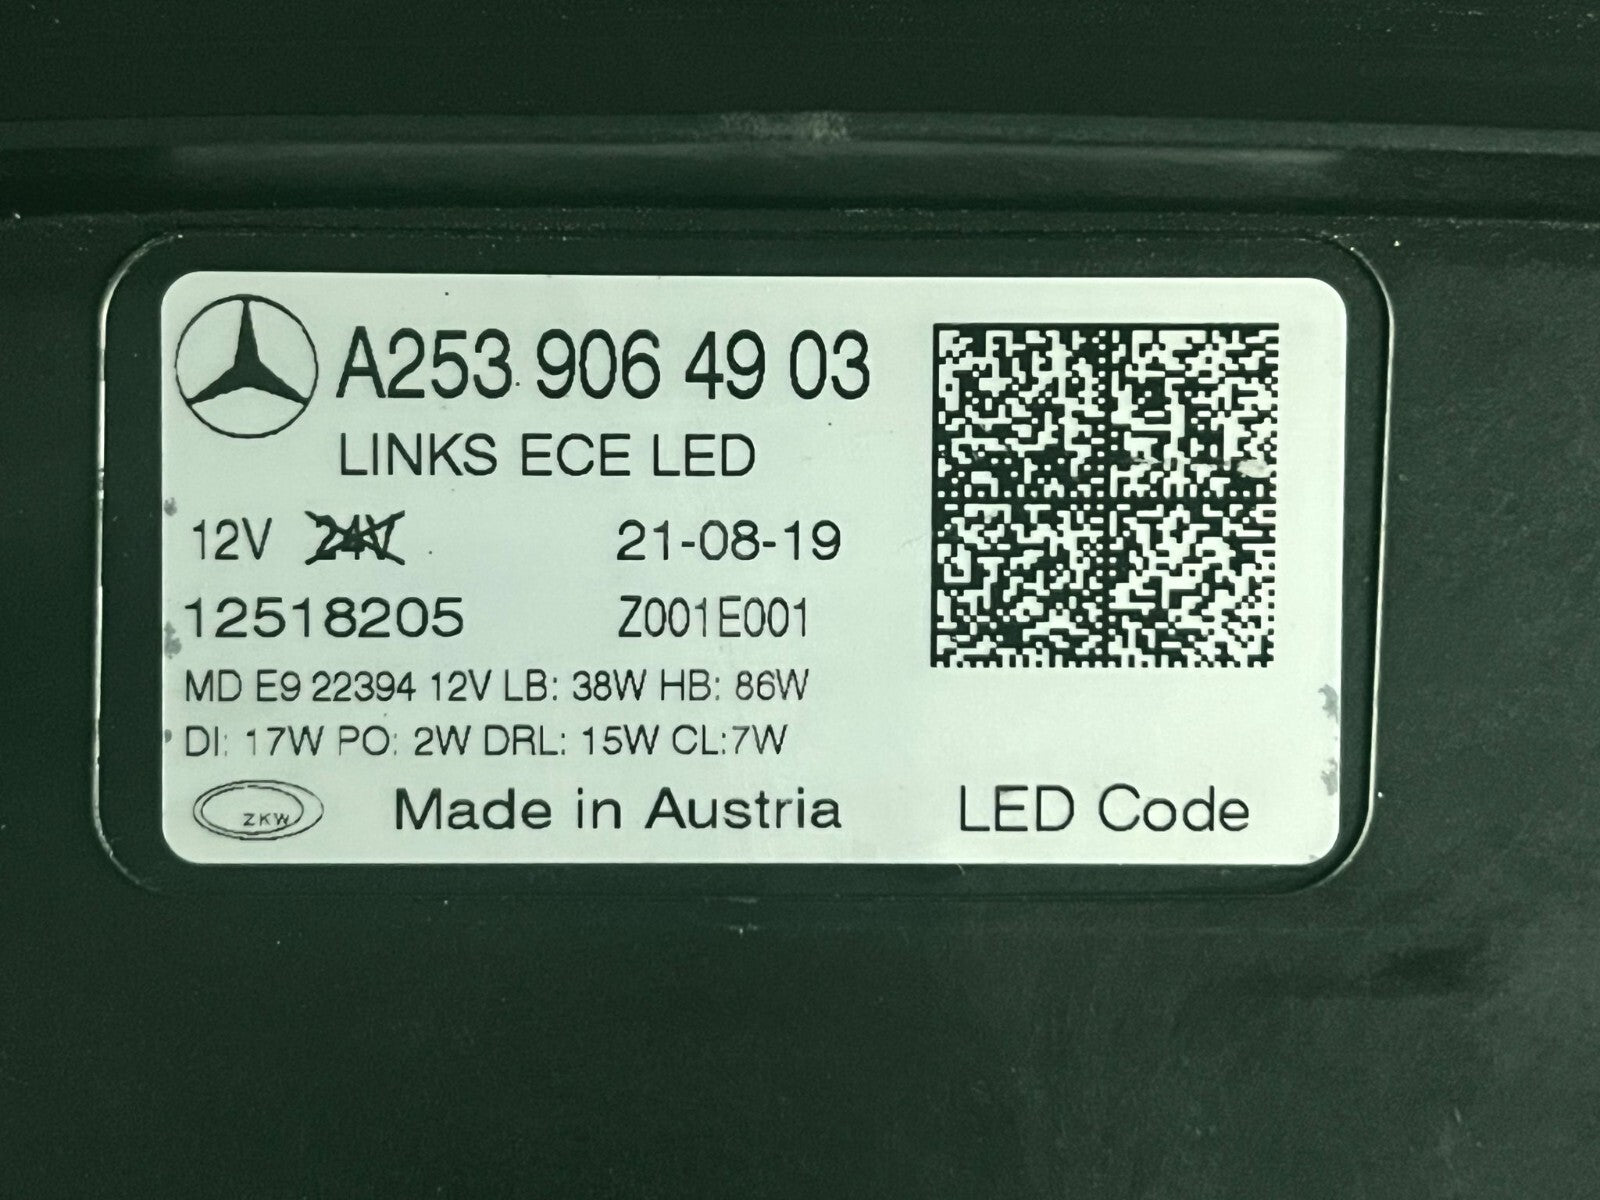 A253 906 49 03
LINKS ECE LED
12V 24V 21-08-19
12518205 Z001E001
MD E9 22394 12V LB: 38W HB: 86W
DI: 17W PO: 2W DRL: 15W CL:7W
ZKW Made in Austria LED Code